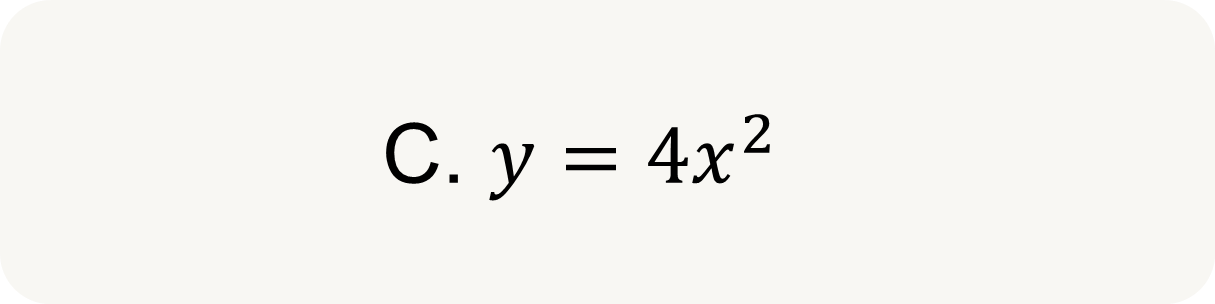 C. y = 4x²